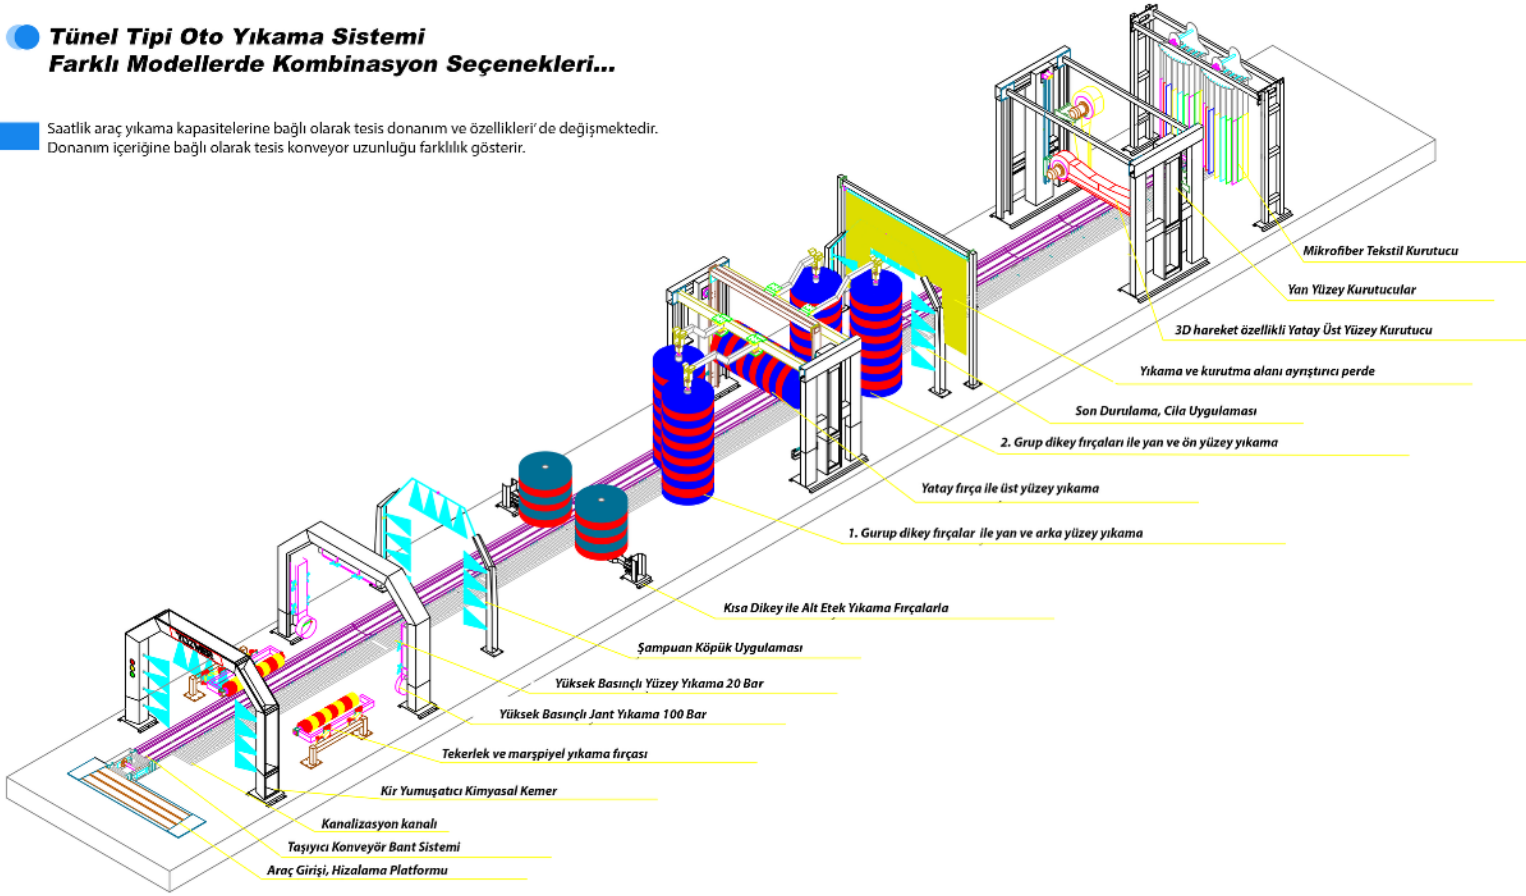 Tünel Tipi Oto Yıkama Sistemi
Farklı Modellerde Kombinasyon Seçenekleri...
Saatlik araç yıkama kapasitelerine bağlı olarak tesis donanım ve özellikleri' de değişmektedir.
Donanım içeriğine bağlı olarak tesis konveyor uzunluğu farklılık gösterir.
Mikrofiber Tekstil Kurutucu
Yan Yüzey Kurutucular
3D hareket özellikli Yatay Üst Yüzey Kurutucu
Yıkama ve kurutma alanı ayrıştırıcı perde
Son Durulama, Cila Uygulaması
2. Grup dikey fırçaları ile yan ve ön yüzey yıkama
Yatay fırça ile üst yüzey yıkama
1. Gurup dikey fırçalar ile yan ve arka yüzey yıkama
Kısa Dikey ile Alt Etek Yıkama Fırçalarla
Şampuan Köpük Uygulaması
Yüksek Basınçlı Yüzey Yıkama 20 Bar
Yüksek Basınçlı Jant Yıkama 100 Bar
Tekerlek ve marşpiyel yıkama fırçası
Kir Yumuşatıcı Kimyasal Kemer
Kanalizasyon kanalı
Taşıyıcı Konveyör Bant Sistemi
Araç Girişi, Hizalama Platformu